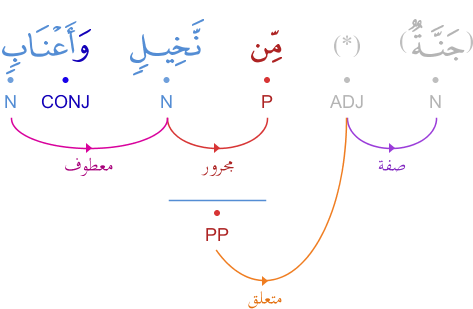 (جَنَّةٌ) (*) مِّن نَّخِيلٍ وَأَعْنَابٍ
N ADJ P N CONJ N
صفة مجرور معطوف
PP
متعلق